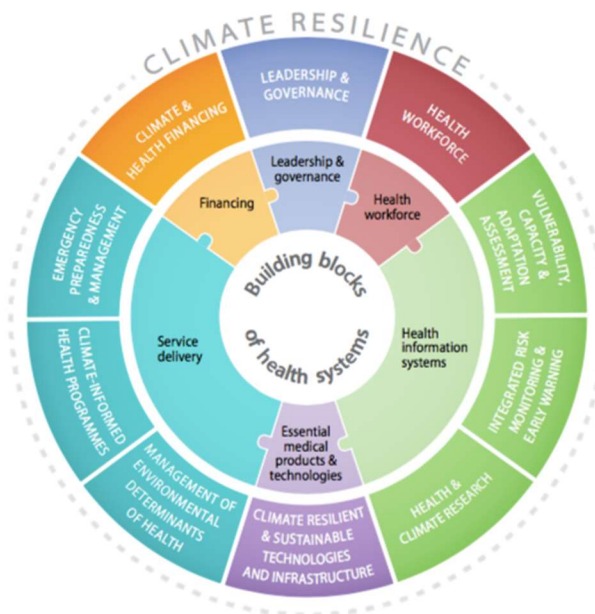 CLIMATE RESILIENCE
LEADERSHIP &
GOVERNANCE
HEALTH
WORKFORCE
VULNERABILITY,
CAPACITY &
ADAPTATION
ASSESSMENT
INTEGRATED RISK
MONITORING &
EARLY WARNING
HEALTH &
CLIMATE RESEARCH
CLIMATE RESILIENT
& SUSTAINABLE
TECHNOLOGIES
AND INFRASTRUCTURE
MANAGEMENT OF
ENVIRONMENTAL
DETERMINANTS
OF HEALTH
CLIMATE-INFORMED
HEALTH PROGRAMMES
EMERGENCY
PREPAREDNESS
& MANAGEMENT
CLIMATE &
HEALTH FINANCING
Leadership &
governance
Health
workforce
Health
information
systems
Essential
medical
products &
technologies
Service
delivery
Financing
Building blocks
of health systems